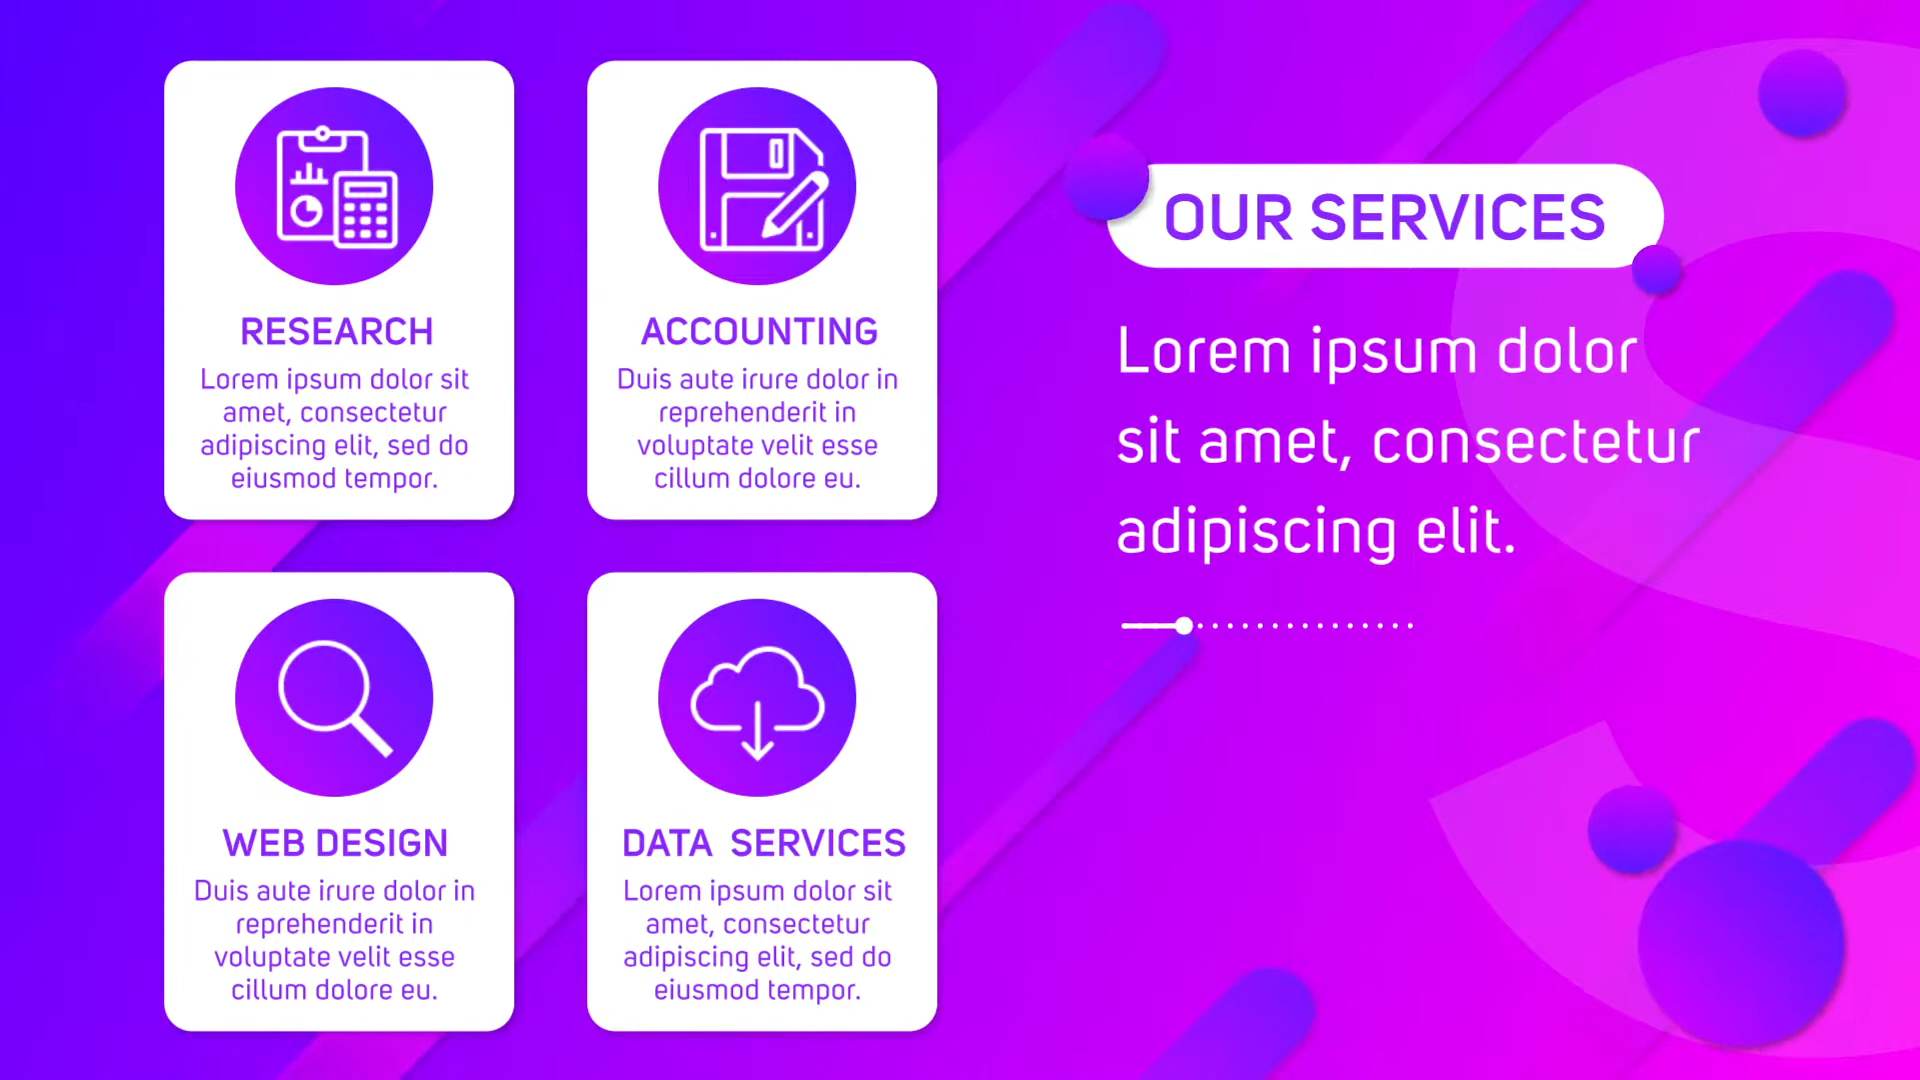 RESEARCH
Lorem ipsum dolor sit
amet, consectetur
adipiscing elit, sed do
eiusmod tempor.
ACCOUNTING
Duis aute irure dolor in
reprehenderit in
voluptate velit esse
cillum dolore eu.
WEB DESIGN
Duis aute irure dolor in
reprehenderit in
voluptate velit esse
cillum dolore eu.
DATA  SERVICES
Lorem ipsum dolor sit
amet, consectetur
adipiscing elit, sed do
eiusmod tempor.
OUR SERVICES
Lorem ipsum dolor
sit amet, consectetur
adipiscing elit.